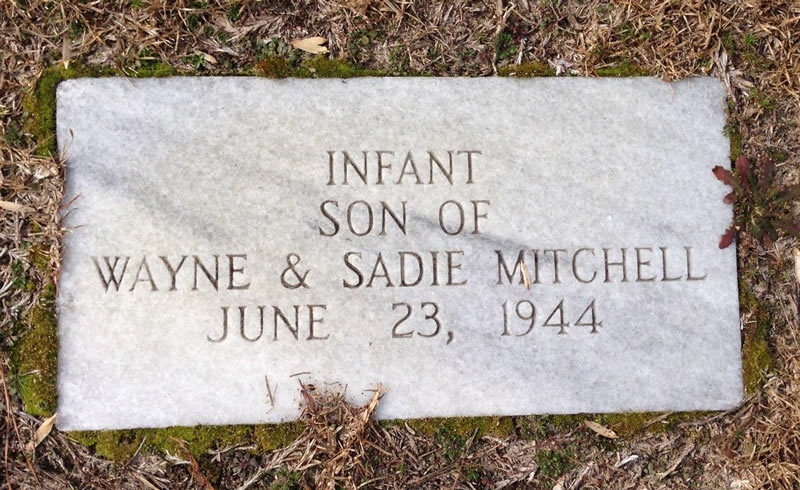 INFANT
SON OF
WAYNE & SADIE MITCHELL
JUNE 23, 1944